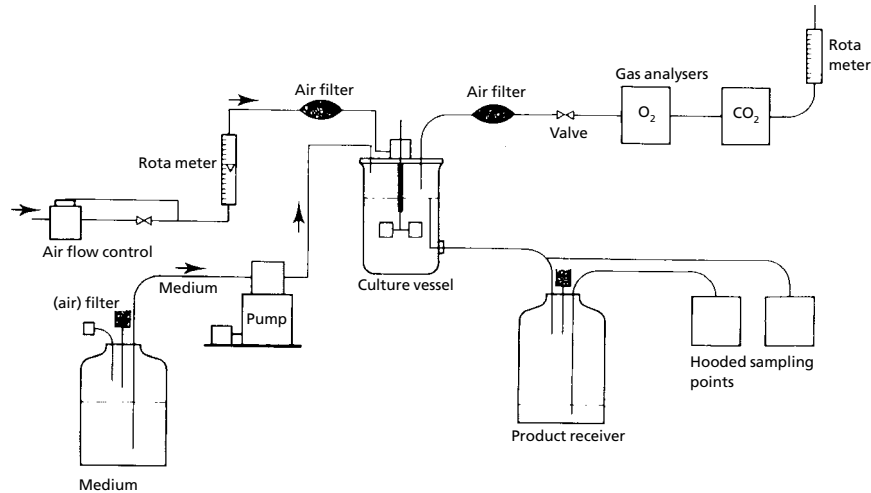 Rota
meter
Gas analysers
Air filter
Air filter
O₂
CO₂
Valve
Rota meter
Air flow control
Medium
Culture vessel
(air) filter
Pump
Hooded sampling
points
Product receiver
Medium